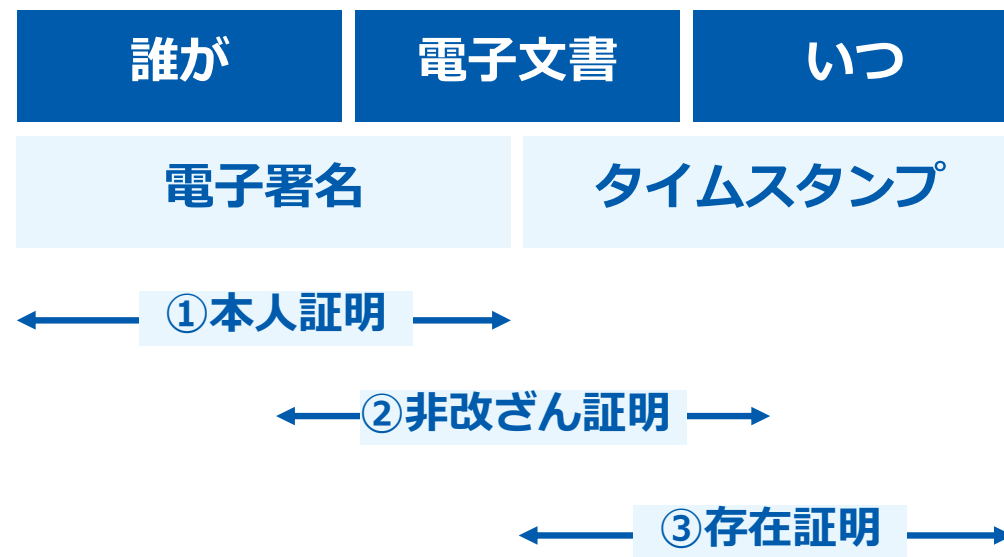 誰が 電子文書 いつ
電子署名 タイムスタンプ
①本人証明
②非改ざん証明
③存在証明